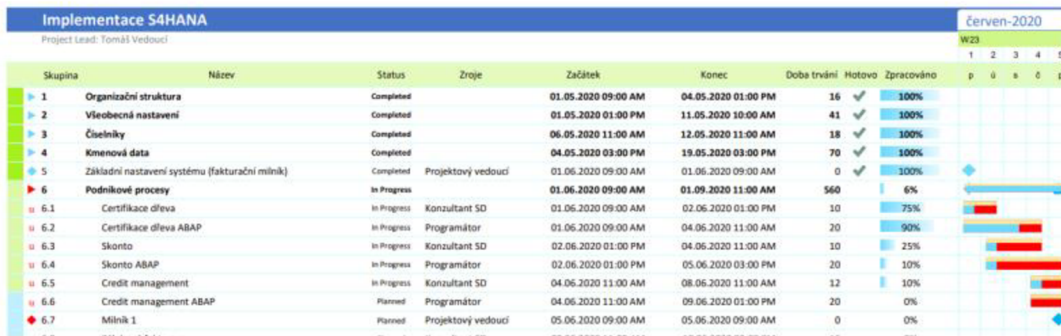 Implementace S4HANA červen-2020
Project Lead: Tomáš Vedoucí W23
1 2 3 4 5
Skupina Název Status Zroje Začátek Konec Doba trvání Hotovo Zpracováno p ú s č
1 Organizační struktura Completed 01.05.2020 09:00 AM 04.05.2020 01:00 PM 16 100%
2 Všeobecná nastavení Completed 01.05.2020 01:00 PM 11.05.2020 10:00 AM 41 100%
3 Číselníky Completed 06.05.2020 11:00 AM 12.05.2020 11:00 AM 18 100%
4 Kmenová data Completed 04.05.2020 03:00 PM 19.05.2020 03:00 PM 70 100%
5 Základní nastavení systému (fakturační milník) Completed Projektový vedoucí 01.06.2020 09:00 AM 01.06.2020 09:00 AM 0 100%
6 Podnikové procesy In Progress 01.06.2020 09:00 AM 01.09.2020 11:00 AM 560 6%
u 6.1 Certifikace dřeva In Progress Konzultant SD 01.06.2020 09:00 AM 02.06.2020 01:00 PM 10 75%
u 6.2 Certifikace dřeva ABAP In Progress Programátor 01.06.2020 09:00 AM 04.06.2020 11:00 AM 20 90%
u 6.3 Skonto In Progress Konzultant SD 02.06.2020 01:00 PM 04.06.2020 11:00 AM 10 25%
u 6.4 Skonto ABAP In Progress Programátor 02.06.2020 01:00 PM 05.06.2020 03:00 PM 20 10%
u 6.5 Credit management In Progress Konzultant SD 04.06.2020 11:00 AM 08.06.2020 11:00 AM 12 10%
u 6.6 Credit management ABAP Planned Programátor 04.06.2020 11:00 AM 09.06.2020 01:00 PM 20 0%
6.7 Milník 1 Planned Projektový vedoucí 05.06.2020 09:00 AM 05.06.2020 09:00 AM 0 0%